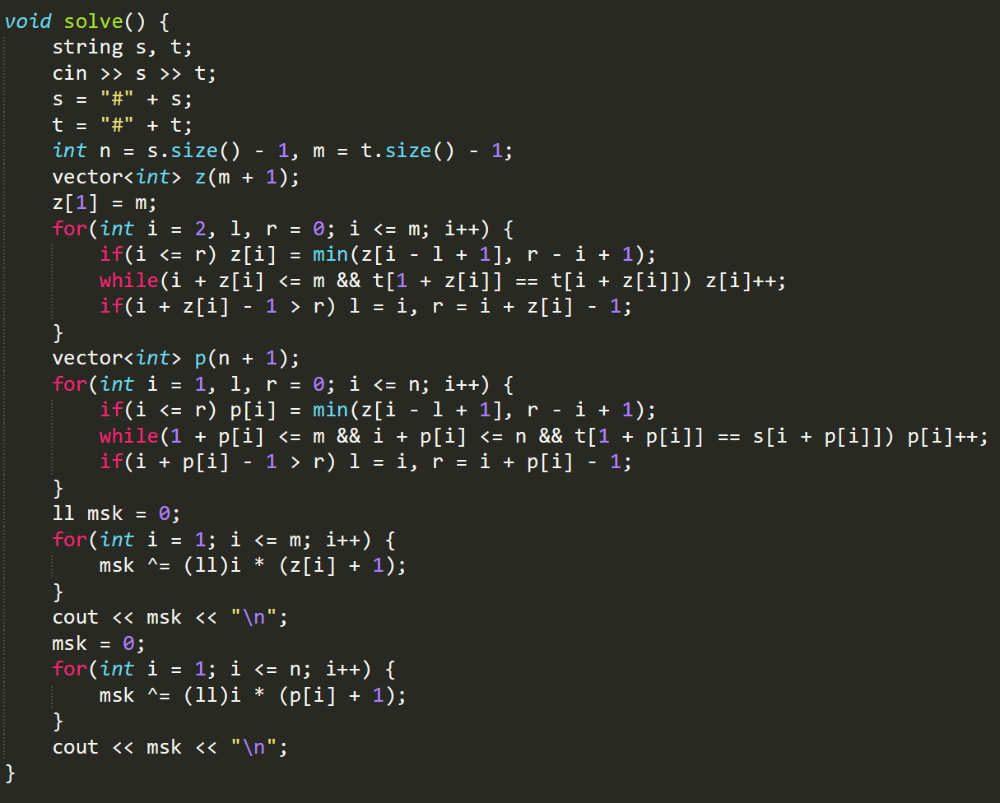 void solve() {
    string s, t;
    cin >> s >> t;
    s = "#" + s;
    t = "#" + t;
    int n = s.size() - 1, m = t.size() - 1;
    vector<int> z(m + 1);
    z[1] = m;
    for(int i = 2, l, r = 0; i <= m; i++) {
        if(i <= r) z[i] = min(z[i - l + 1], r - i + 1);
        while(i + z[i] <= m && t[1 + z[i]] == t[i + z[i]]) z[i]++;
        if(i + z[i] - 1 > r) l = i, r = i + z[i] - 1;
    }
    vector<int> p(n + 1);
    for(int i = 1, l, r = 0; i <= n; i++) {
        if(i <= r) p[i] = min(z[i - l + 1], r - i + 1);
        while(1 + p[i] <= m && i + p[i] <= n && t[1 + p[i]] == s[i + p[i]]) p[i]++;
        if(i + p[i] - 1 > r) l = i, r = i + p[i] - 1;
    }
    ll msk = 0;
    for(int i = 1; i <= m; i++) {
        msk ^= (ll)i * (z[i] + 1);
    }
    cout << msk << "\n";
    msk = 0;
    for(int i = 1; i <= n; i++) {
        msk ^= (ll)i * (p[i] + 1);
    }
    cout << msk << "\n";
}